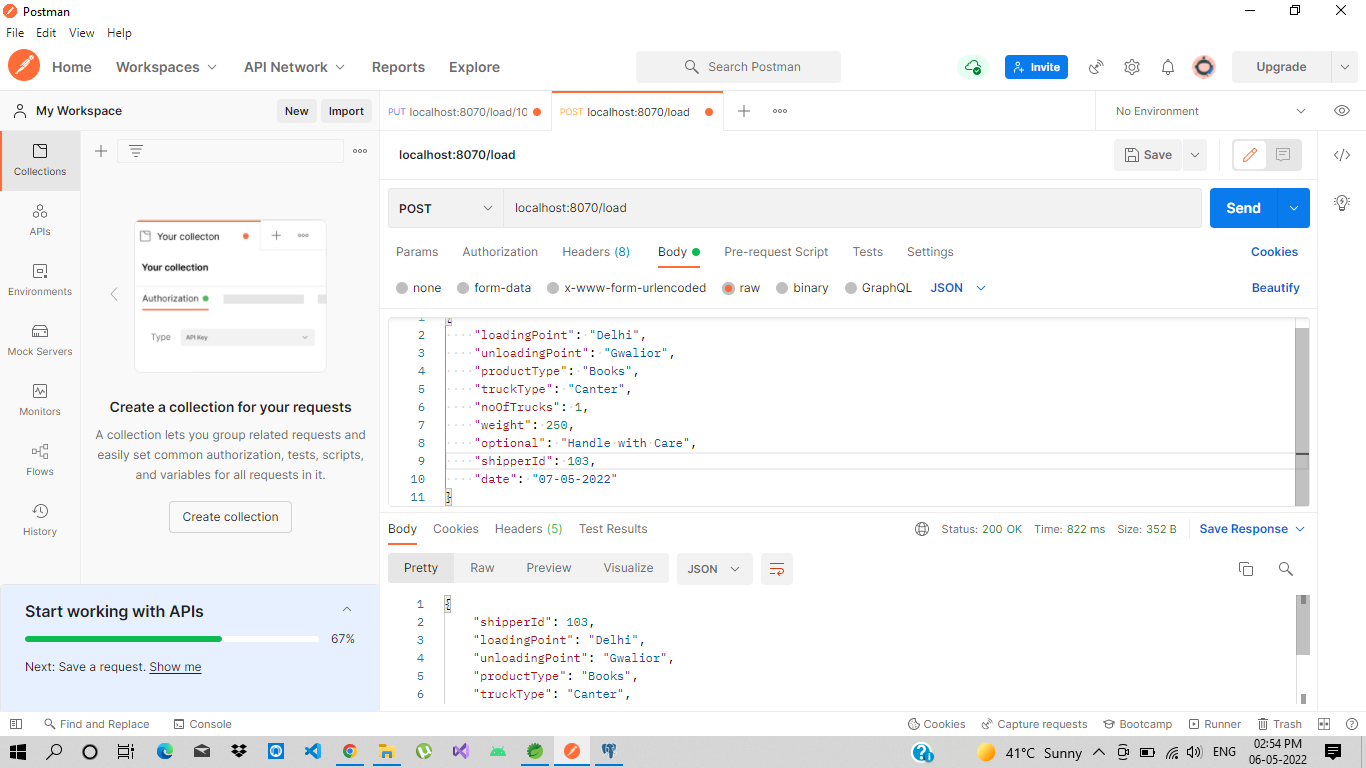 Postman
File Edit View Help
Home Workspaces API Network Reports Explore Search Postman Invite Upgrade
My Workspace New Import PUT localhost:8070/load/10 POST localhost:8070/load No Environment
Collections
APIs
Environments
Mock Servers
Monitors
Flows
History
Your collecton
Your collection
Authorization
Type API Key
Create a collection for your requests
A collection lets you group related requests and
easily set common authorization, tests, scripts,
and variables for all requests in it.
Create collection
Start working with APIs
67%
Next: Save a request. Show me
localhost:8070/load Save
POST localhost:8070/load Send
Params Authorization Headers (8) Body Pre-request Script Tests Settings Cookies
none form-data x-www-form-urlencoded raw binary GraphQL JSON Beautify
1 {
2 "loadingPoint": "Delhi",
3 "unloadingPoint": "Gwalior",
4 "productType": "Books",
5 "truckType": "Canter",
6 "noOfTrucks": 1,
7 "weight": 250,
8 "optional": "Handle with Care",
9 "shipperId": 103,
10 "date": "07-05-2022"
11 }
Body Cookies Headers (5) Test Results Status: 200 OK Time: 822 ms Size: 352 B Save Response
Pretty Raw Preview Visualize JSON
1 {
2 "shipperId": 103,
3 "loadingPoint": "Delhi",
4 "unloadingPoint": "Gwalior",
5 "productType": "Books",
6 "truckType": "Canter",
Find and Replace Console Cookies Capture requests Bootcamp Runner Trash
41°C Sunny ENG 02:54 PM
06-05-2022